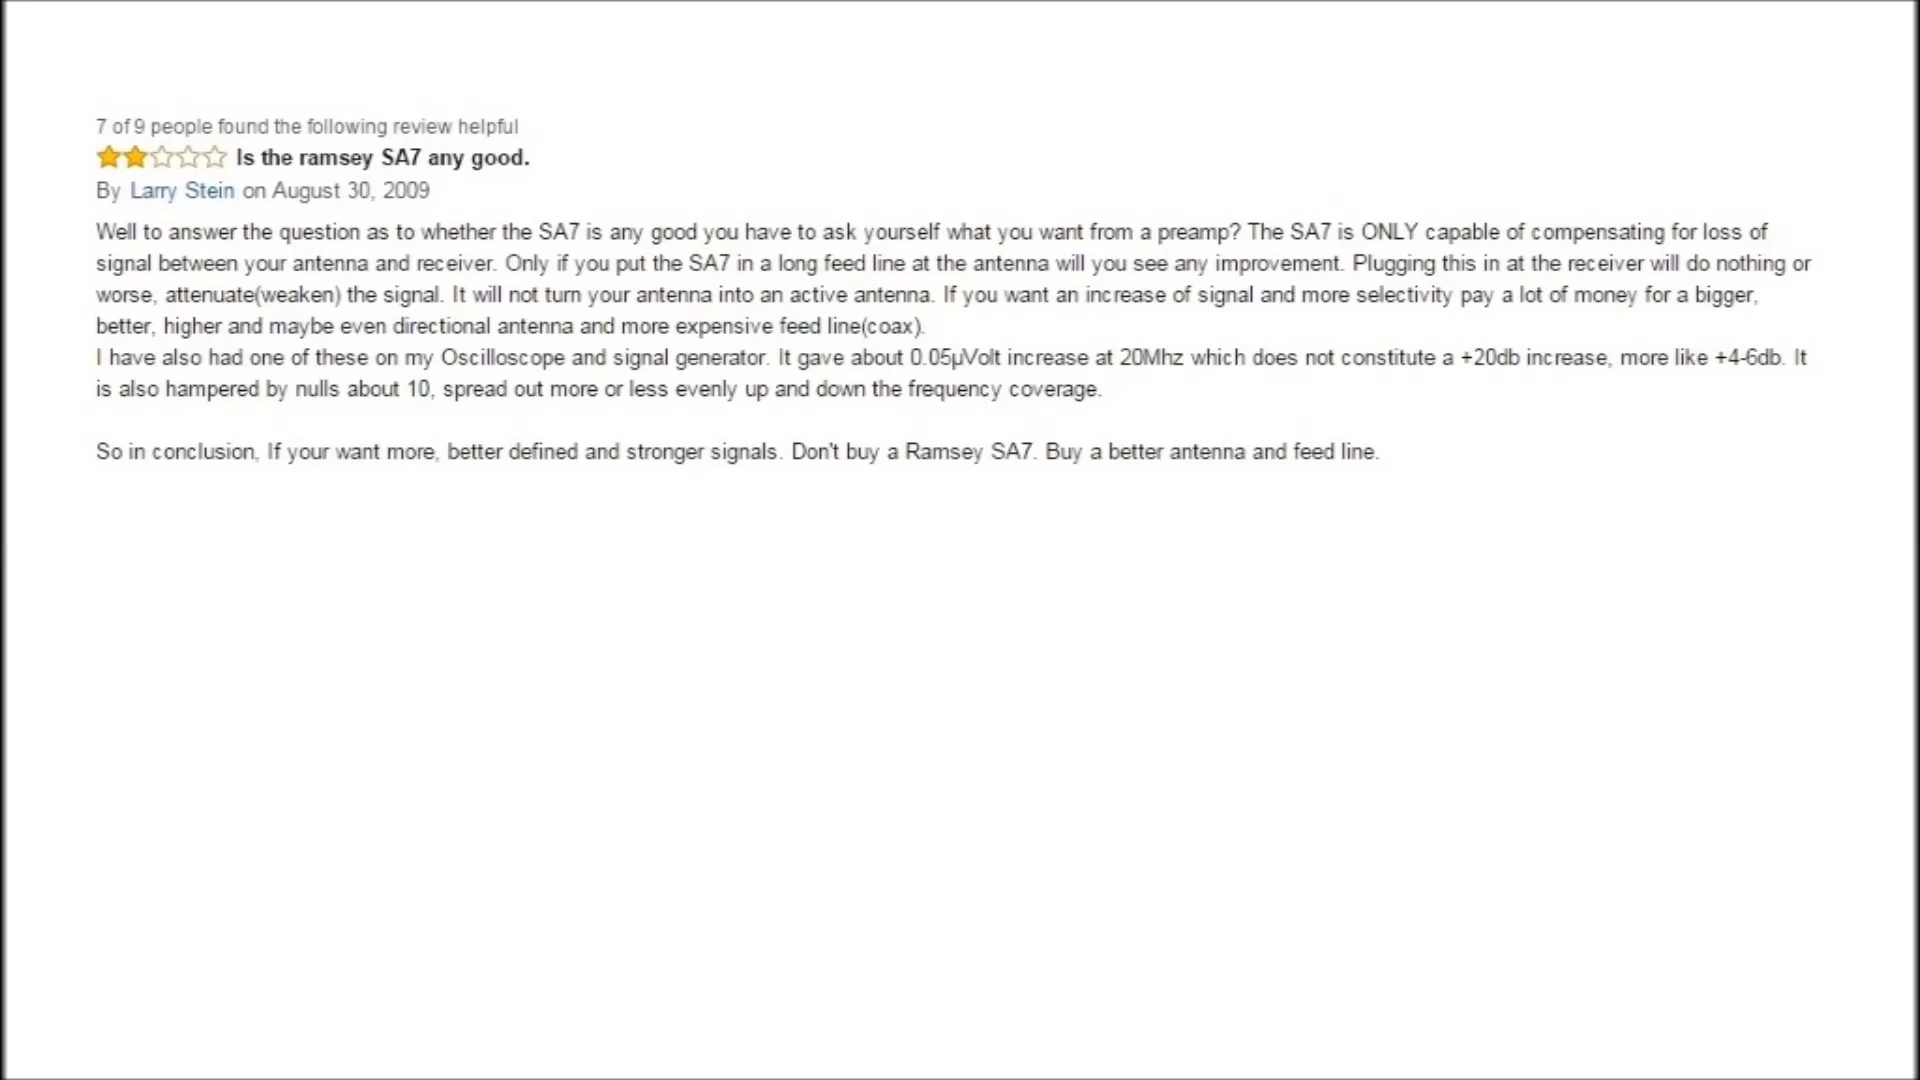 7 of 9 people found the following review helpful
Is the ramsey SA7 any good.
By Larry Stein on August 30, 2009
Well to answer the question as to whether the SA7 is any good you have to ask yourself what you want from a preamp? The SA7 is ONLY capable of compensating for loss of
signal between your antenna and receiver. Only if you put the SA7 in a long feed line at the antenna will you see any improvement. Plugging this in at the receiver will do nothing or
worse, attenuate(weaken) the signal. It will not turn your antenna into an active antenna. If you want an increase of signal and more selectivity pay a lot of money for a bigger,
better, higher and maybe even directional antenna and more expensive feed line(coax).
I have also had one of these on my Oscilloscope and signal generator. It gave about 0.05µVolt increase at 20Mhz which does not constitute a +20db increase, more like +4-6db. It
is also hampered by nulls about 10, spread out more or less evenly up and down the frequency coverage.
So in conclusion, If your want more, better defined and stronger signals. Don't buy a Ramsey SA7. Buy a better antenna and feed line.